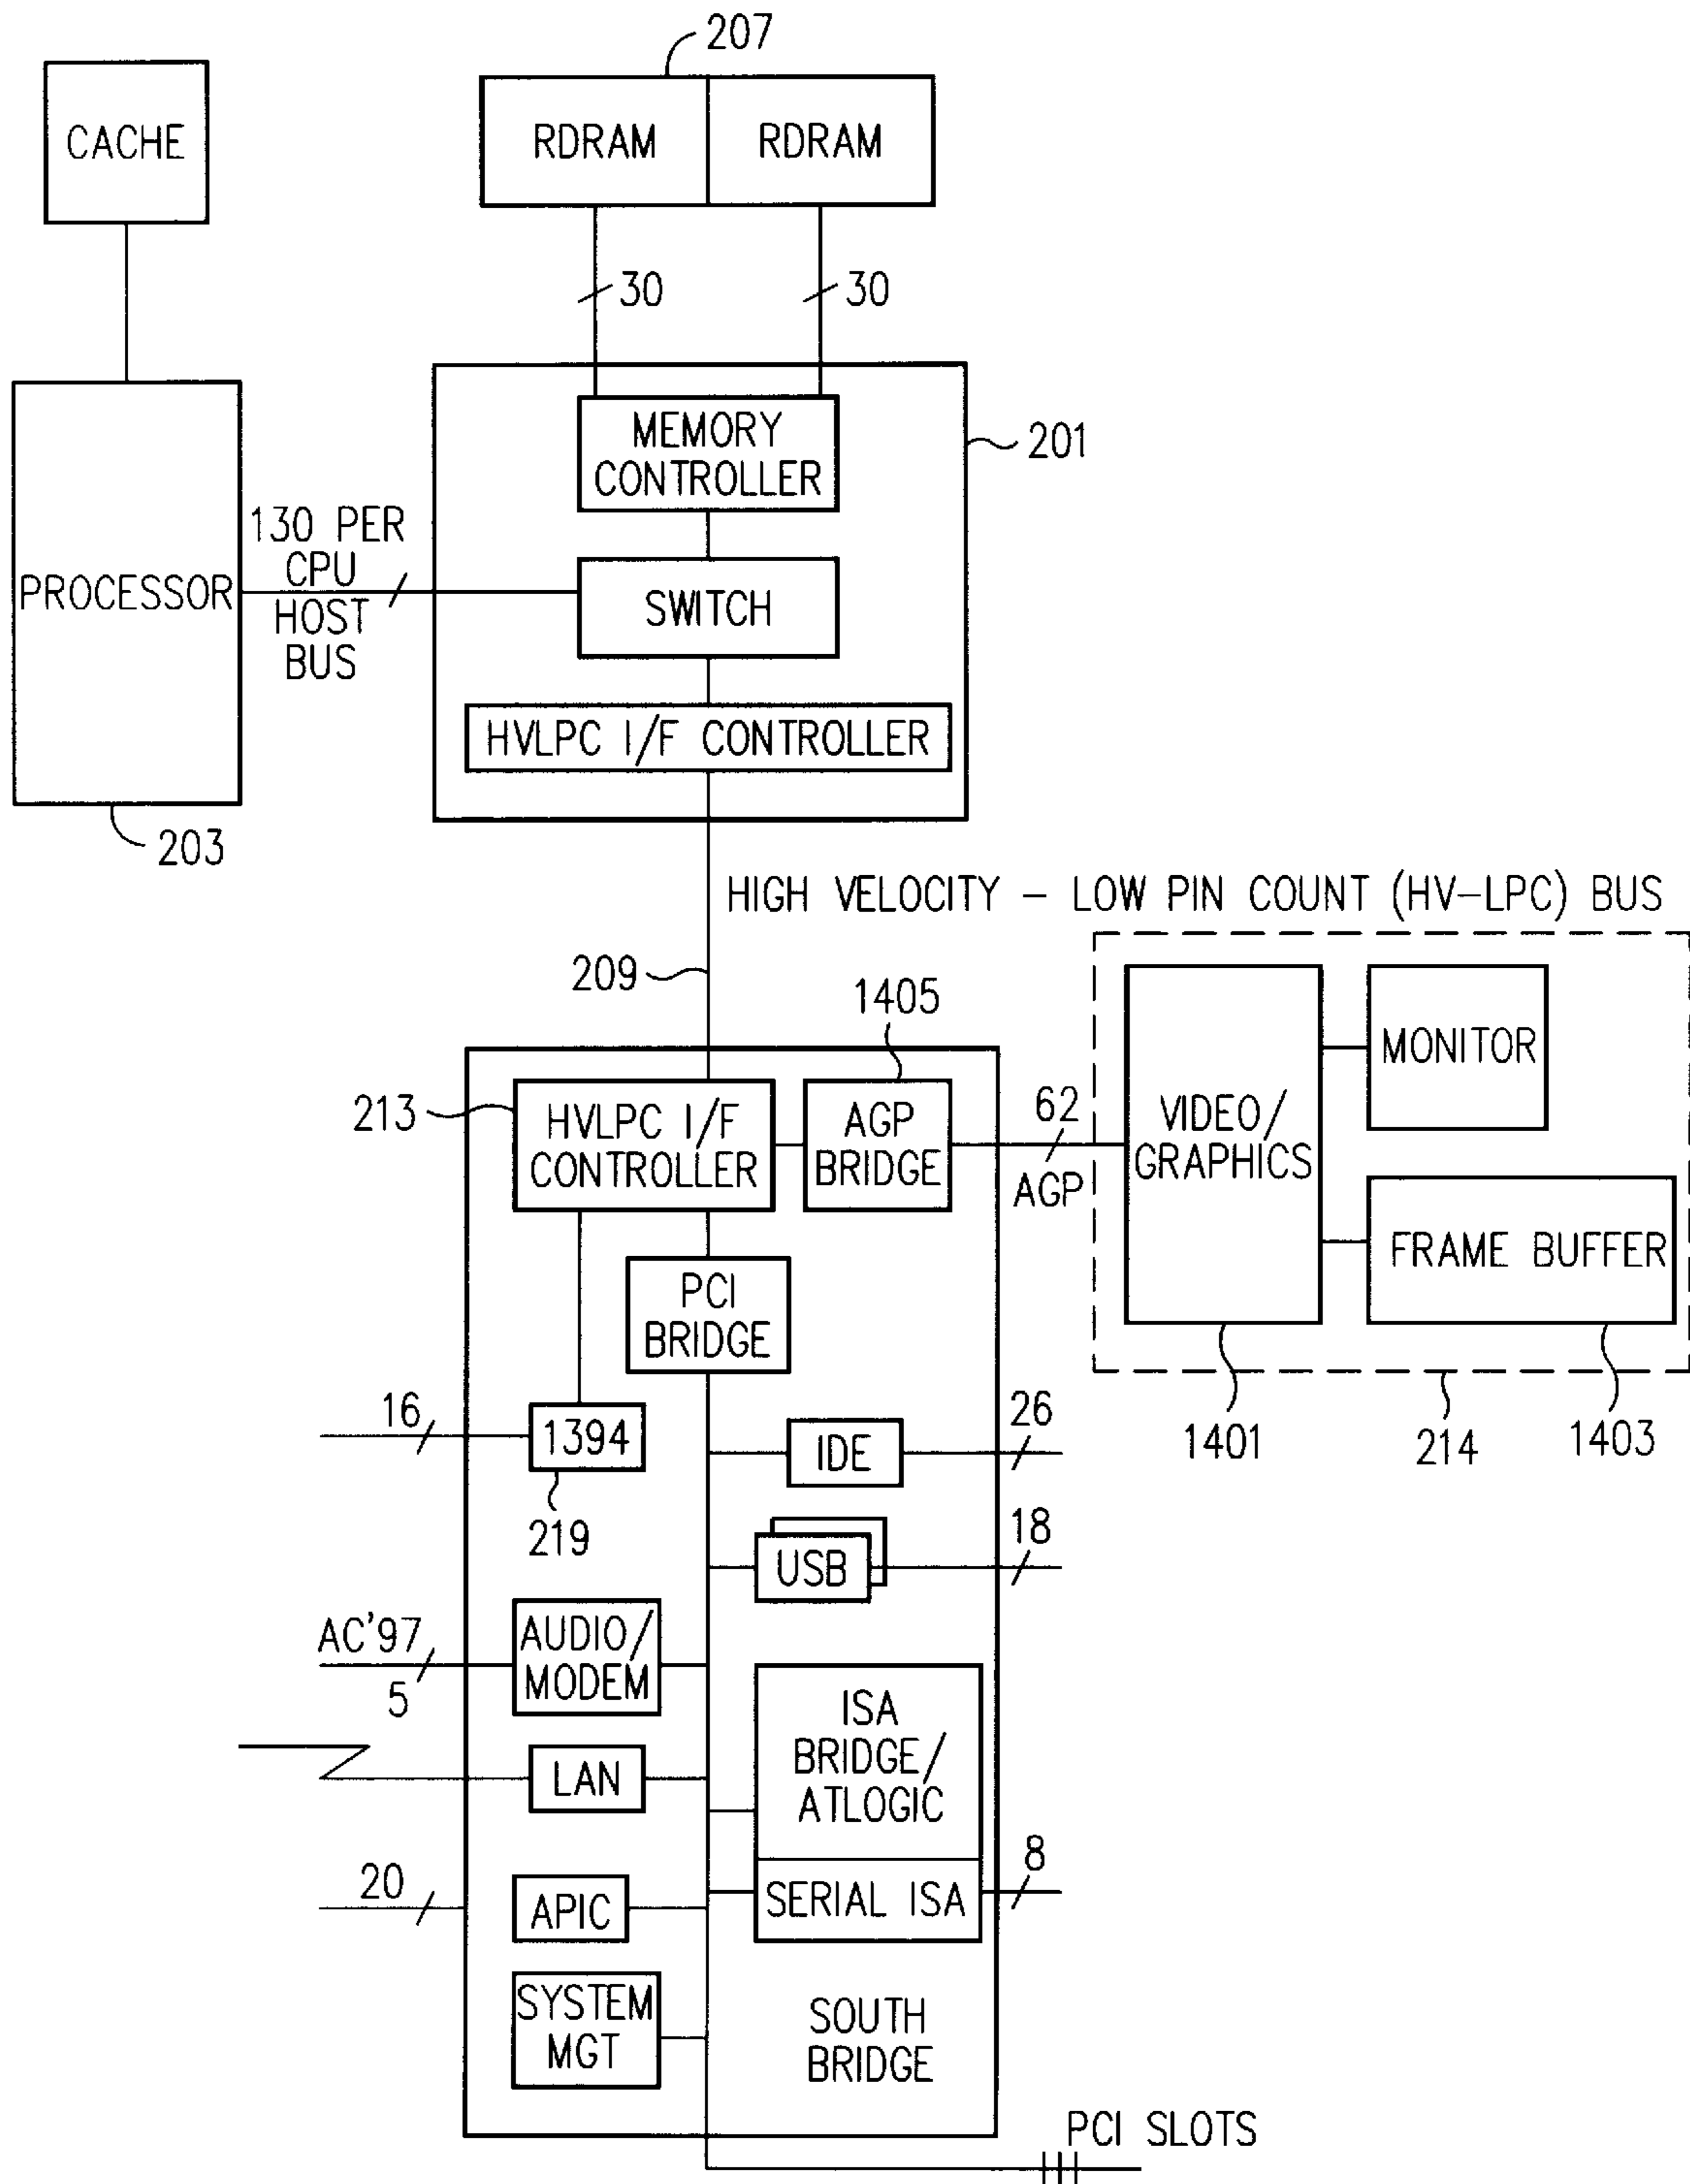 207
CACHE
RDRAM
RDRAM
30
30
MEMORY
CONTROLLER
201
130 PER
CPU
HOST
BUS
PROCESSOR
SWITCH
HVLPC I/F CONTROLLER
203
HIGH VELOCITY - LOW PIN COUNT (HV-LPC) BUS
209
1405
213
HVLPC I/F
CONTROLLER
AGP
BRIDGE
62
AGP
VIDEO/
GRAPHICS
MONITOR
FRAME BUFFER
PCI
BRIDGE
1401
214
1403
16
1394
219
IDE
26
USB
18
AC'97
5
AUDIO/
MODEM
ISA
BRIDGE/
ATLOGIC
LAN
20
APIC
SERIAL ISA
8
SYSTEM
MGT
SOUTH
BRIDGE
PCI SLOTS